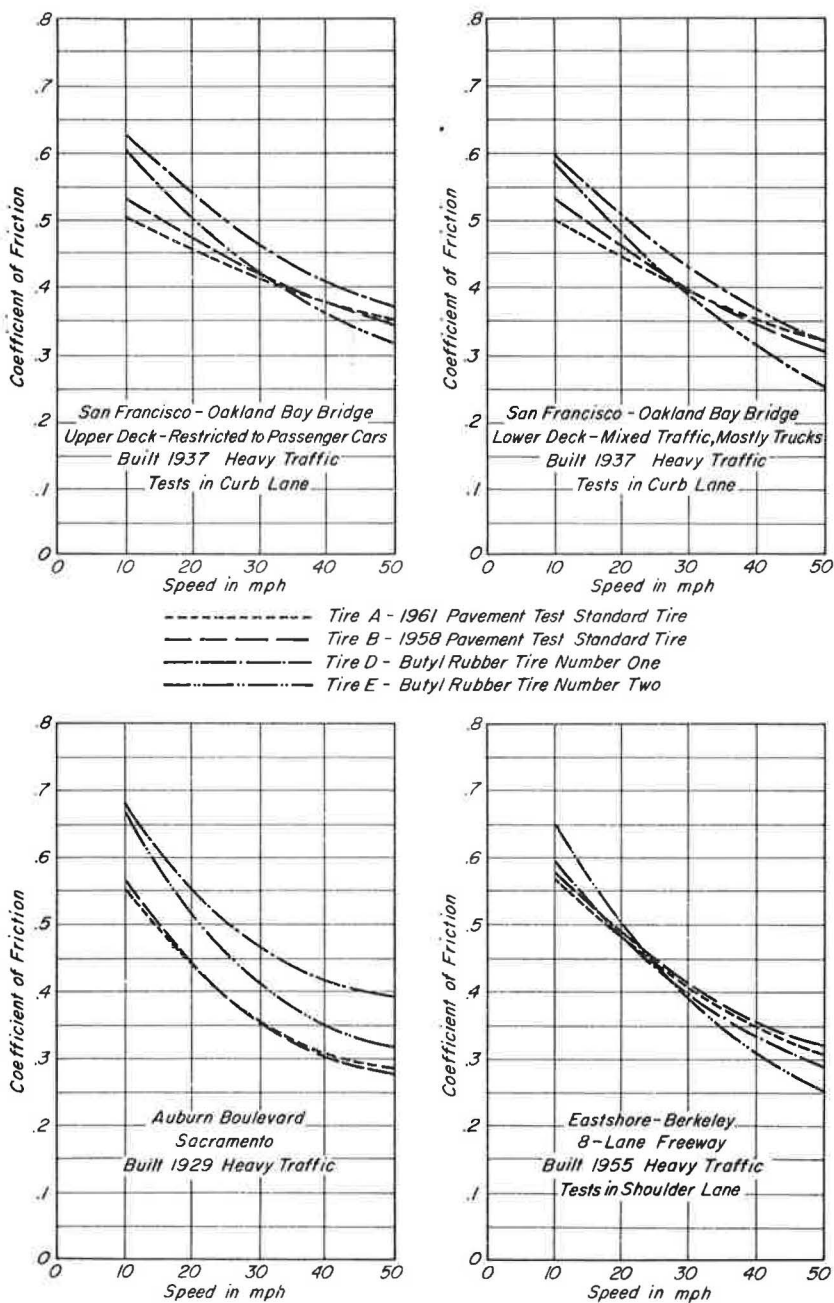 .8
.7
.6
.5
.4
.3
.2
.1
0
Coefficient of Friction
San Francisco - Oakland Bay Bridge
Upper Deck - Restricted to Passenger Cars
Built 1937 Heavy Traffic
Tests in Curb Lane
0 10 20 30 40 50
Speed in mph
.8
.7
.6
.5
.4
.3
.2
.1
0
Coefficient of Friction
San Francisco - Oakland Bay Bridge
Lower Deck - Mixed Traffic, Mostly Trucks
Built 1937 Heavy Traffic
Tests in Curb Lane
0 10 20 30 40 50
Speed in mph
Tire A - 1961 Pavement Test Standard Tire
Tire B - 1958 Pavement Test Standard Tire
Tire D - Butyl Rubber Tire Number One
Tire E - Butyl Rubber Tire Number Two
.8
.7
.6
.5
.4
.3
.2
.1
0
Coefficient of Friction
Auburn Boulevard
Sacramento
Built 1929 Heavy Traffic
0 10 20 30 40 50
Speed in mph
.8
.7
.6
.5
.4
.3
.2
.1
0
Coefficient of Friction
Eastshore-Berkeley
8-Lane Freeway
Built 1955 Heavy Traffic
Tests in Shoulder Lane
0 10 20 30 40 50
Speed in mph